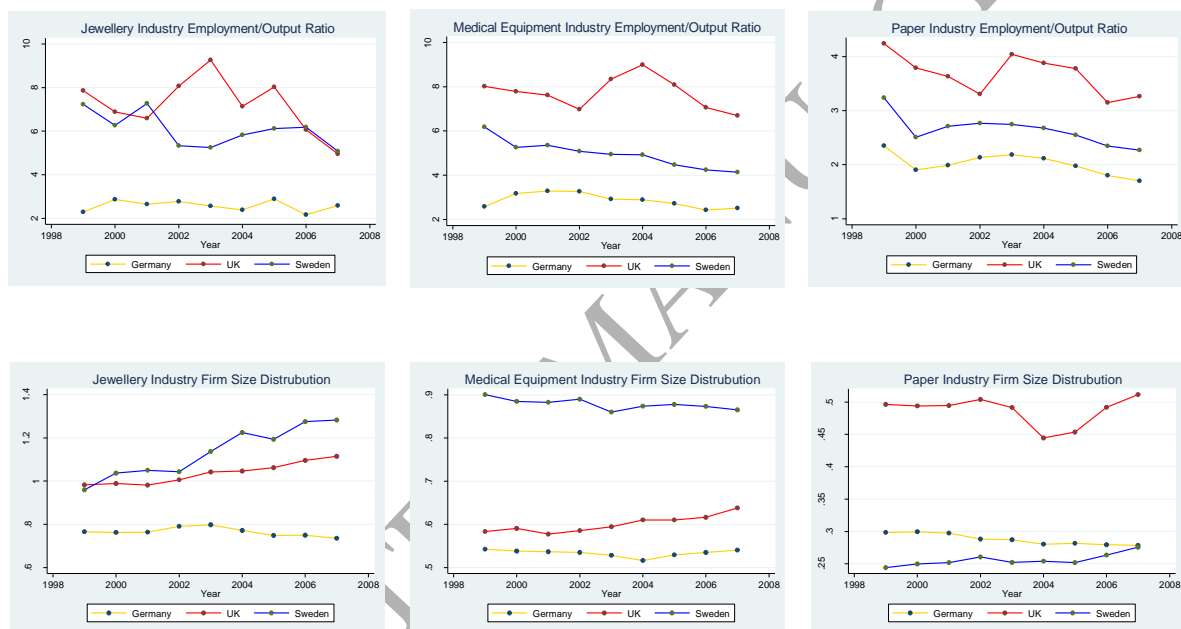 Jewellery Industry Employment/Output Ratio
10
8
6
4
2
1998 2000 2002 2004 2006 2008
Year
Germany UK Sweden
Medical Equipment Industry Employment/Output Ratio
10
8
6
4
2
1998 2000 2002 2004 2006 2008
Year
Germany UK Sweden
Paper Industry Employment/Output Ratio
4
3
2
1
1998 2000 2002 2004 2006 2008
Year
Germany UK Sweden
Jewellery Industry Firm Size Distrubution
1.4
1.2
1
.8
.6
1998 2000 2002 2004 2006 2008
Germany UK Sweden
Medical Equipment Industry Firm Size Distrubution
.9
.8
.7
.6
.5
1998 2000 2002 2004 2006 2008
Germany UK Sweden
Paper Industry Firm Size Distrubution
.5
.45
.4
.35
.3
.25
1998 2000 2002 2004 2006 2008
Germany UK Sweden